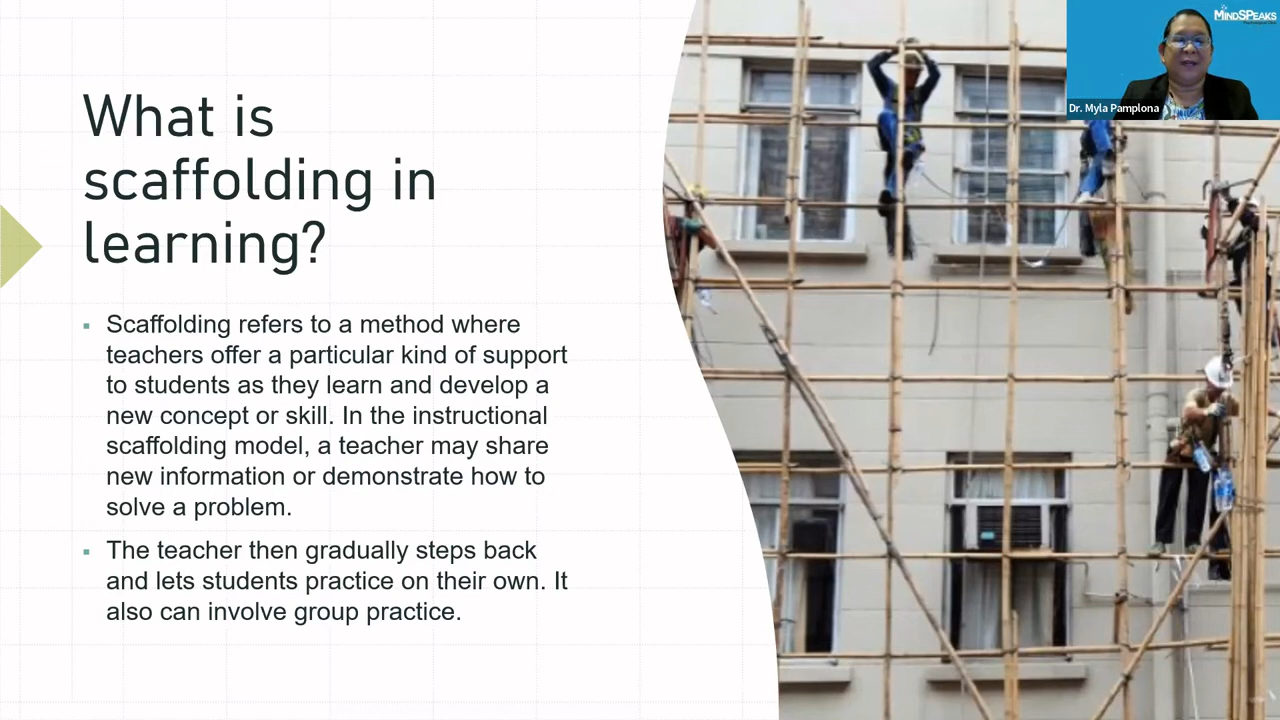 What is
scaffolding in
learning?
▪ Scaffolding refers to a method where
teachers offer a particular kind of support
to students as they learn and develop a
new concept or skill. In the instructional
scaffolding model, a teacher may share
new information or demonstrate how to
solve a problem.
▪ The teacher then gradually steps back
and lets students practice on their own. It
also can involve group practice.
MINDSPEAKS
Dr. Myla Pamplona